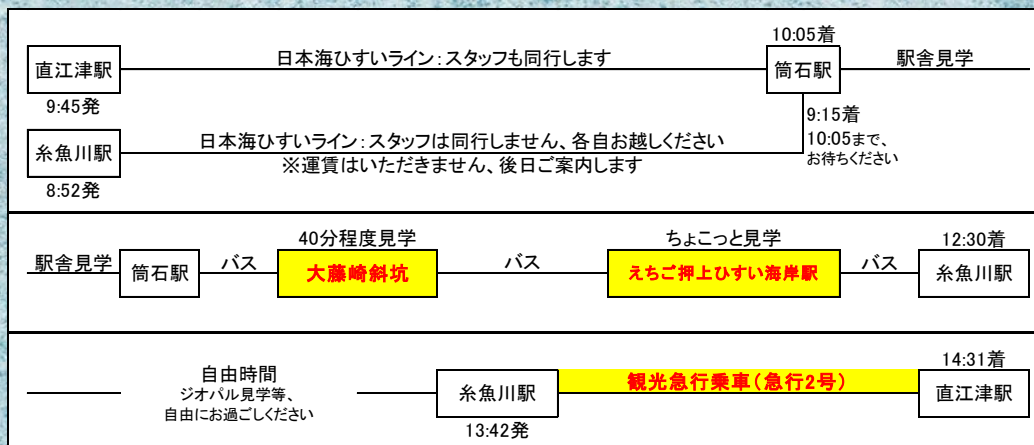 10:05着
直江津駅
日本海ひすいライン：スタッフも同行します
筒石駅
駅舎見学
9:45発
9:15着
10:05まで、
お待ちください
糸魚川駅
日本海ひすいライン：スタッフは同行しません、各自お越しください
※運賃はいただきません、後日ご案内します
8:52発
40分程度見学
ちょこっと見学
12:30着
駅舎見学
筒石駅
バス
大藤崎斜坑
バス
えちご押上ひすい海岸駅
バス
糸魚川駅
自由時間
ジオパル見学等、
自由にお過ごしください
糸魚川駅
13:42発
観光急行乗車（急行2号）
14:31着
直江津駅